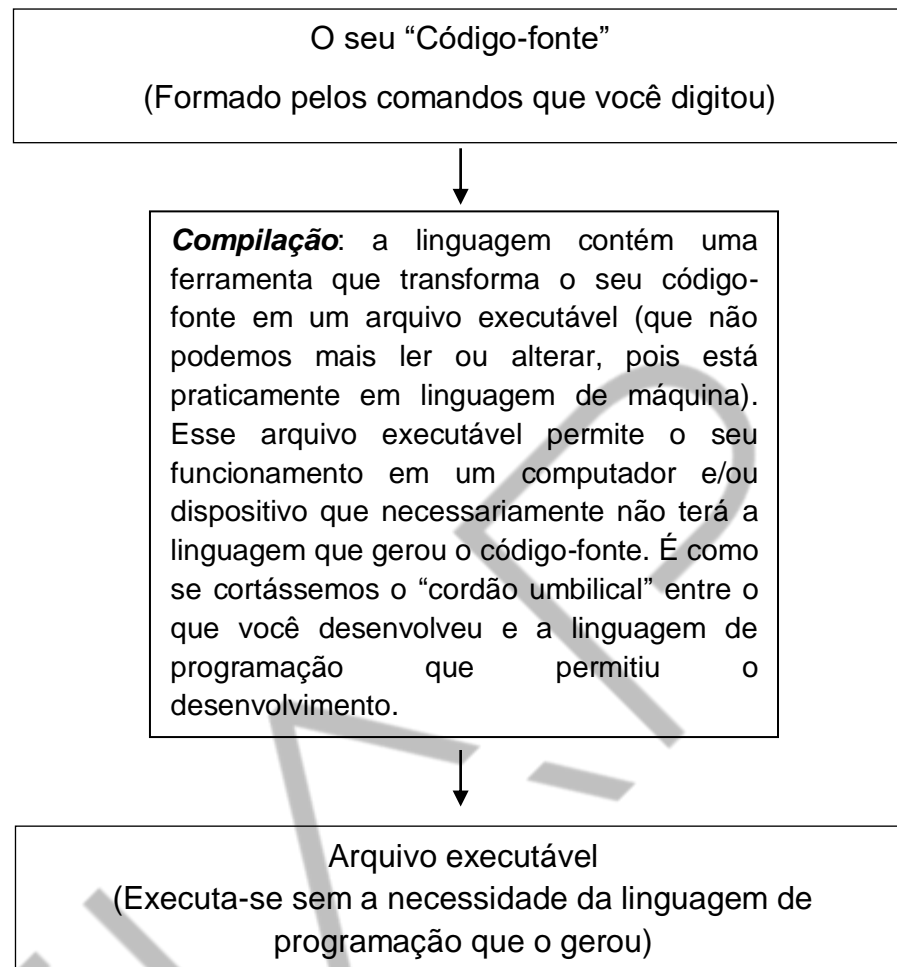 O seu “Código-fonte”
(Formado pelos comandos que você digitou)
Compilação: a linguagem contém uma
ferramenta que transforma o seu código-
fonte em um arquivo executável (que não
podemos mais ler ou alterar, pois está
praticamente em linguagem de máquina).
Esse arquivo executável permite o seu
funcionamento em um computador e/ou
dispositivo que necessariamente não terá a
linguagem que gerou o código-fonte. É como
se cortássemos o “cordão umbilical” entre o
que você desenvolveu e a linguagem de
programação que permitiu o
desenvolvimento.
Arquivo executável
(Executa-se sem a necessidade da linguagem de
programação que o gerou)